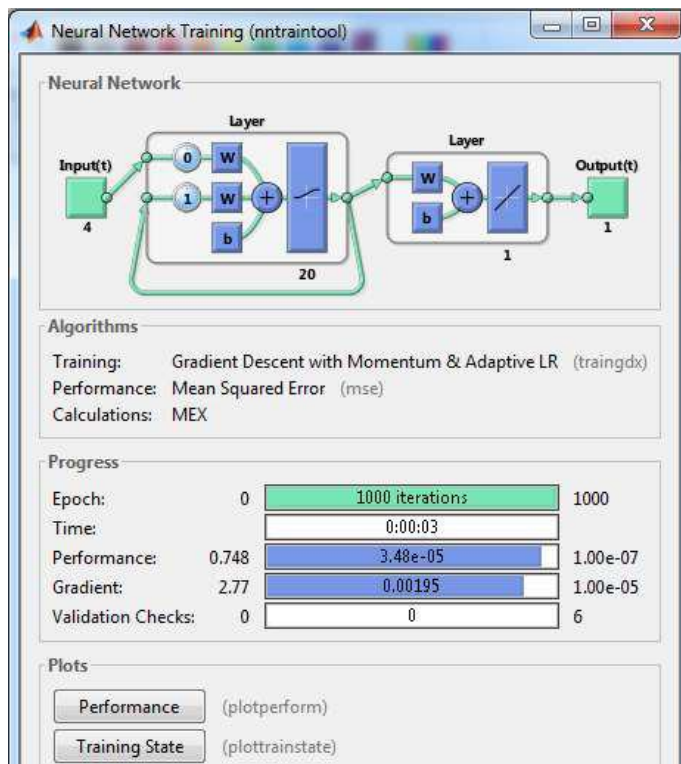 Neural Network Training (nntraintool)
Neural Network
Layer
Layer
Input(t)
Output(t)
0
W
1
W
b
W
b
4
20
1
1
Algorithms
Training: Gradient Descent with Momentum & Adaptive LR (traingdx)
Performance: Mean Squared Error (mse)
Calculations: MEX
Progress
Epoch: 0 1000 iterations 1000
Time: 0:00:03
Performance: 0.748 3.48e-05 1.00e-07
Gradient: 2.77 0.00195 1.00e-05
Validation Checks: 0 0 6
Plots
Performance (plotperform)
Training State (plottrainstate)